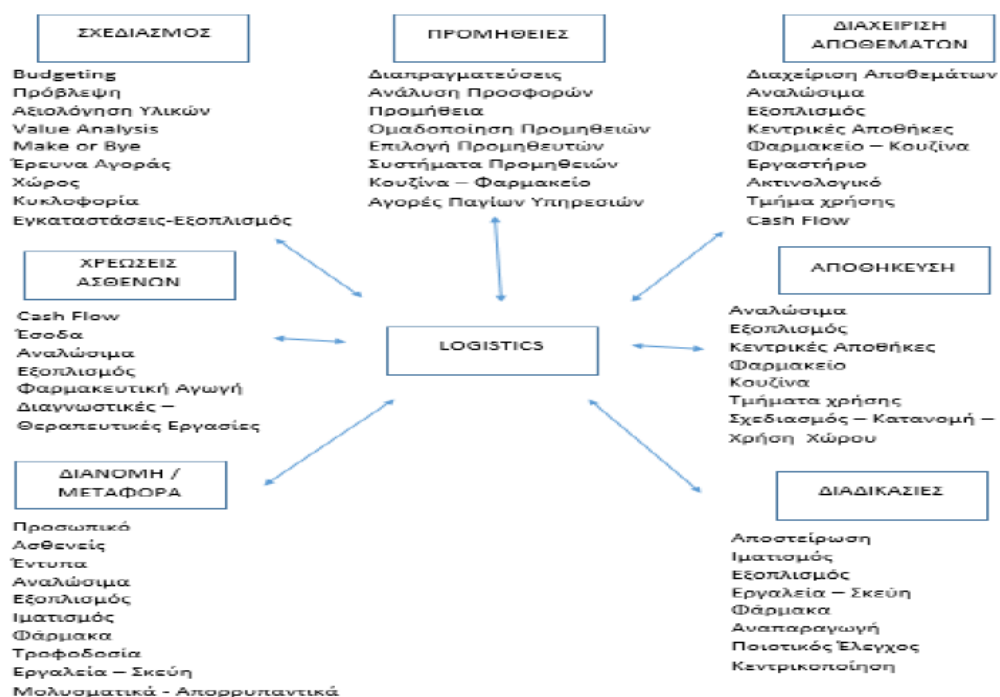 ΣΧΕΔΙΑΣΜΟΣ
Budgeting
Πρόβλεψη
Αξιολόγηση Υλικών
Value Analysis
Make or Bye
Έρευνα Αγοράς
Χώρος
Κυκλοφορία
Εγκαταστάσεις-Εξοπλισμός
ΠΡΟΜΗΘΕΙΕΣ
Διαπραγματεύσεις
Ανάλυση Προσφορών
Προμήθεια
Ομαδοποίηση Προμηθειών
Επιλογή Προμηθευτών
Συστήματα Προμηθειών
Κουζίνα – Φαρμακείο
Αγορές Παγίων Υπηρεσιών
ΔΙΑΧΕΙΡΙΣΗ
ΑΠΟΘΕΜΑΤΩΝ
Διαχείριση Αποθεμάτων
Αναλώσιμα
Εξοπλισμός
Κεντρικές Αποθήκες
Φαρμακείο – Κουζίνα
Εργαστήριο
Ακτινολογικό
Τμήμα χρήσης
Cash Flow
ΧΡΕΩΣΕΙΣ
ΑΣΘΕΝΩΝ
Cash Flow
Έσοδα
Αναλώσιμα
Εξοπλισμός
Φαρμακευτική Αγωγή
Διαγνωστικές –
Θεραπευτικές Εργασίες
LOGISTICS
ΑΠΟΘΗΚΕΥΣΗ
Αναλώσιμα
Εξοπλισμός
Κεντρικές Αποθήκες
Φαρμακείο
Κουζίνα
Τμήματα χρήσης
Σχεδιασμός – Κατανομή –
Χρήση Χώρου
ΔΙΑΝΟΜΗ /
ΜΕΤΑΦΟΡΑ
Προσωπικό
Ασθενείς
Έντυπα
Αναλώσιμα
Εξοπλισμός
Ιματισμός
Φάρμακα
Τροφοδοσία
Εργαλεία – Σκεύη
Μολυσματικά - Απορρυπαντικά
ΔΙΑΔΙΚΑΣΙΕΣ
Αποστείρωση
Ιματισμός
Εξοπλισμός
Εργαλεία – Σκεύη
Φάρμακα
Αναπαραγωγή
Ποιοτικός Έλεγχος
Κεντρικοποίηση